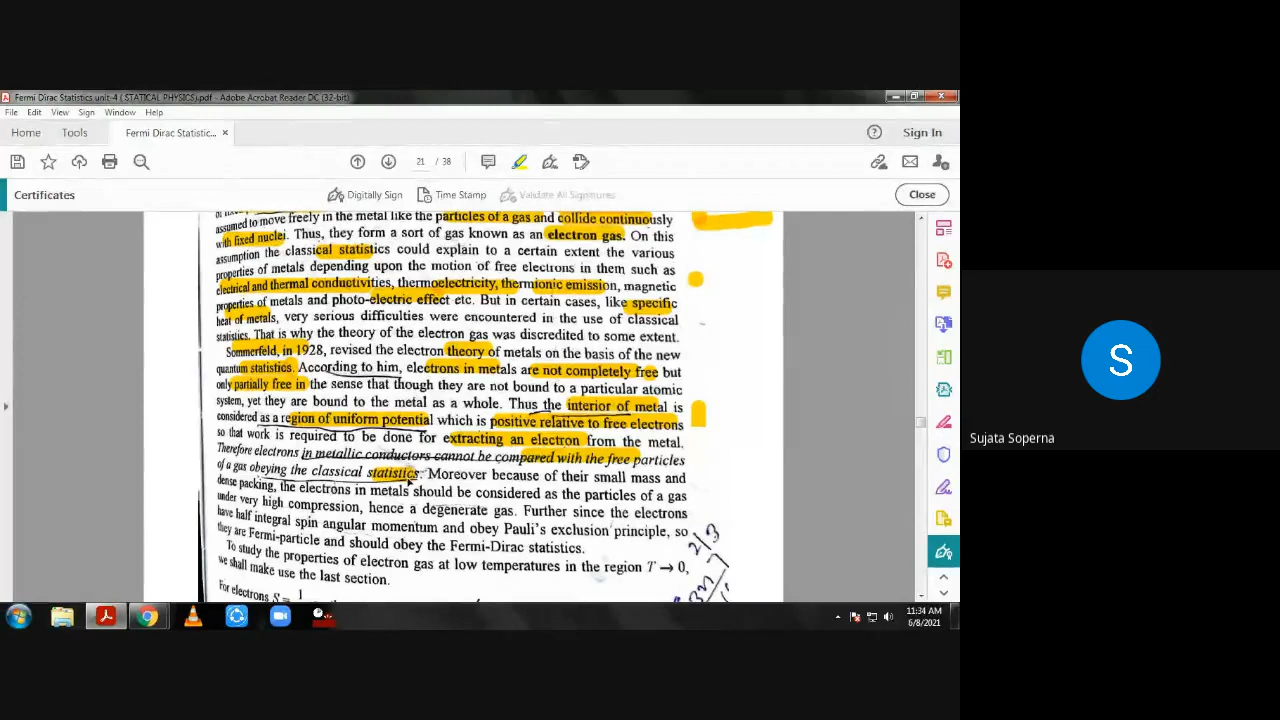 Fermi Dirac Statistics unit-4 ( STATICAL PHYSICS).pdf - Adobe Acrobat Reader DC (32-bit)
File Edit View Sign Window Help
Home Tools Fermi Dirac Statistic... × Sign In
21 / 38
Certificates Digitally Sign Time Stamp Validate All Signatures Close
assumed to move freely in the metal like the particles of a gas and collide continuously
with fixed nuclei. Thus, they form a sort of gas known as an electron gas. On this
assumption the classical statistics could explain to a certain extent the various
properties of metals depending upon the motion of free electrons in them such as
electrical and thermal conductivities, thermoelectricity, thermionic emission, magnetic
properties of metals and photo-electric effect etc. But in certain cases, like specific
heat of metals, very serious difficulties were encountered in the use of classical
statistics. That is why the theory of the electron gas was discredited to some extent.
Sommerfeld, in 1928, revised the electron theory of metals on the basis of the new
quantum statistics. According to him, electrons in metals are not completely free but
only partially free in the sense that though they are not bound to a particular atomic
system, yet they are bound to the metal as a whole. Thus the interior of metal is
considered as a region of uniform potential which is positive relative to free electrons
so that work is required to be done for extracting an electron from the metal.
Therefore electrons in metallic conductors cannot be compared with the free particles
of a gas obeying the classical statistics. Moreover because of their small mass and
dense packing, the electrons in metals should be considered as the particles of a gas
under very high compression, hence a degenerate gas. Further since the electrons
have half integral spin angular momentum and obey Pauli's exclusion principle, so
they are Fermi-particle and should obey the Fermi-Dirac statistics.
To study the properties of electron gas at low temperatures in the region T → 0,
we shall make use the last section.
For electrons S = 1
2/3
S
Sujata Soperna
11:34 AM
6/8/2021